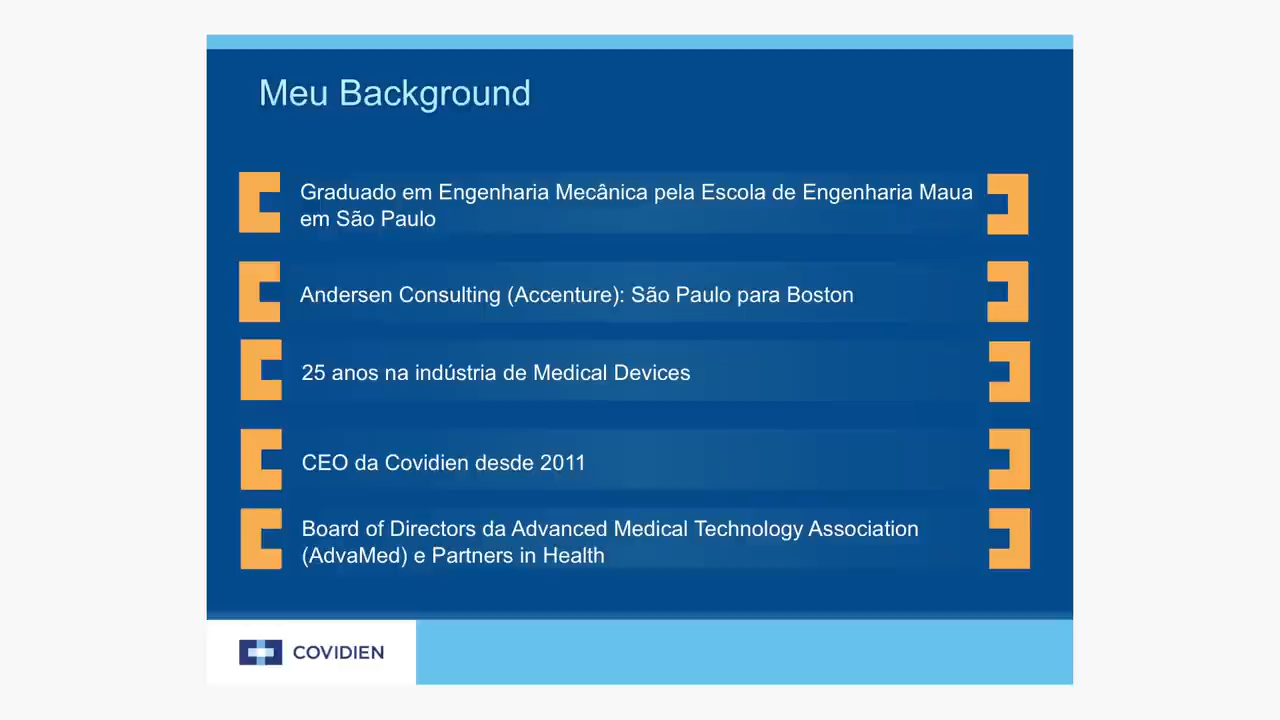 Meu Background
Graduado em Engenharia Mecânica pela Escola de Engenharia Maua
em São Paulo
Andersen Consulting (Accenture): São Paulo para Boston
25 anos na indústria de Medical Devices
CEO da Covidien desde 2011
Board of Directors da Advanced Medical Technology Association
(AdvaMed) e Partners in Health
COVIDIEN